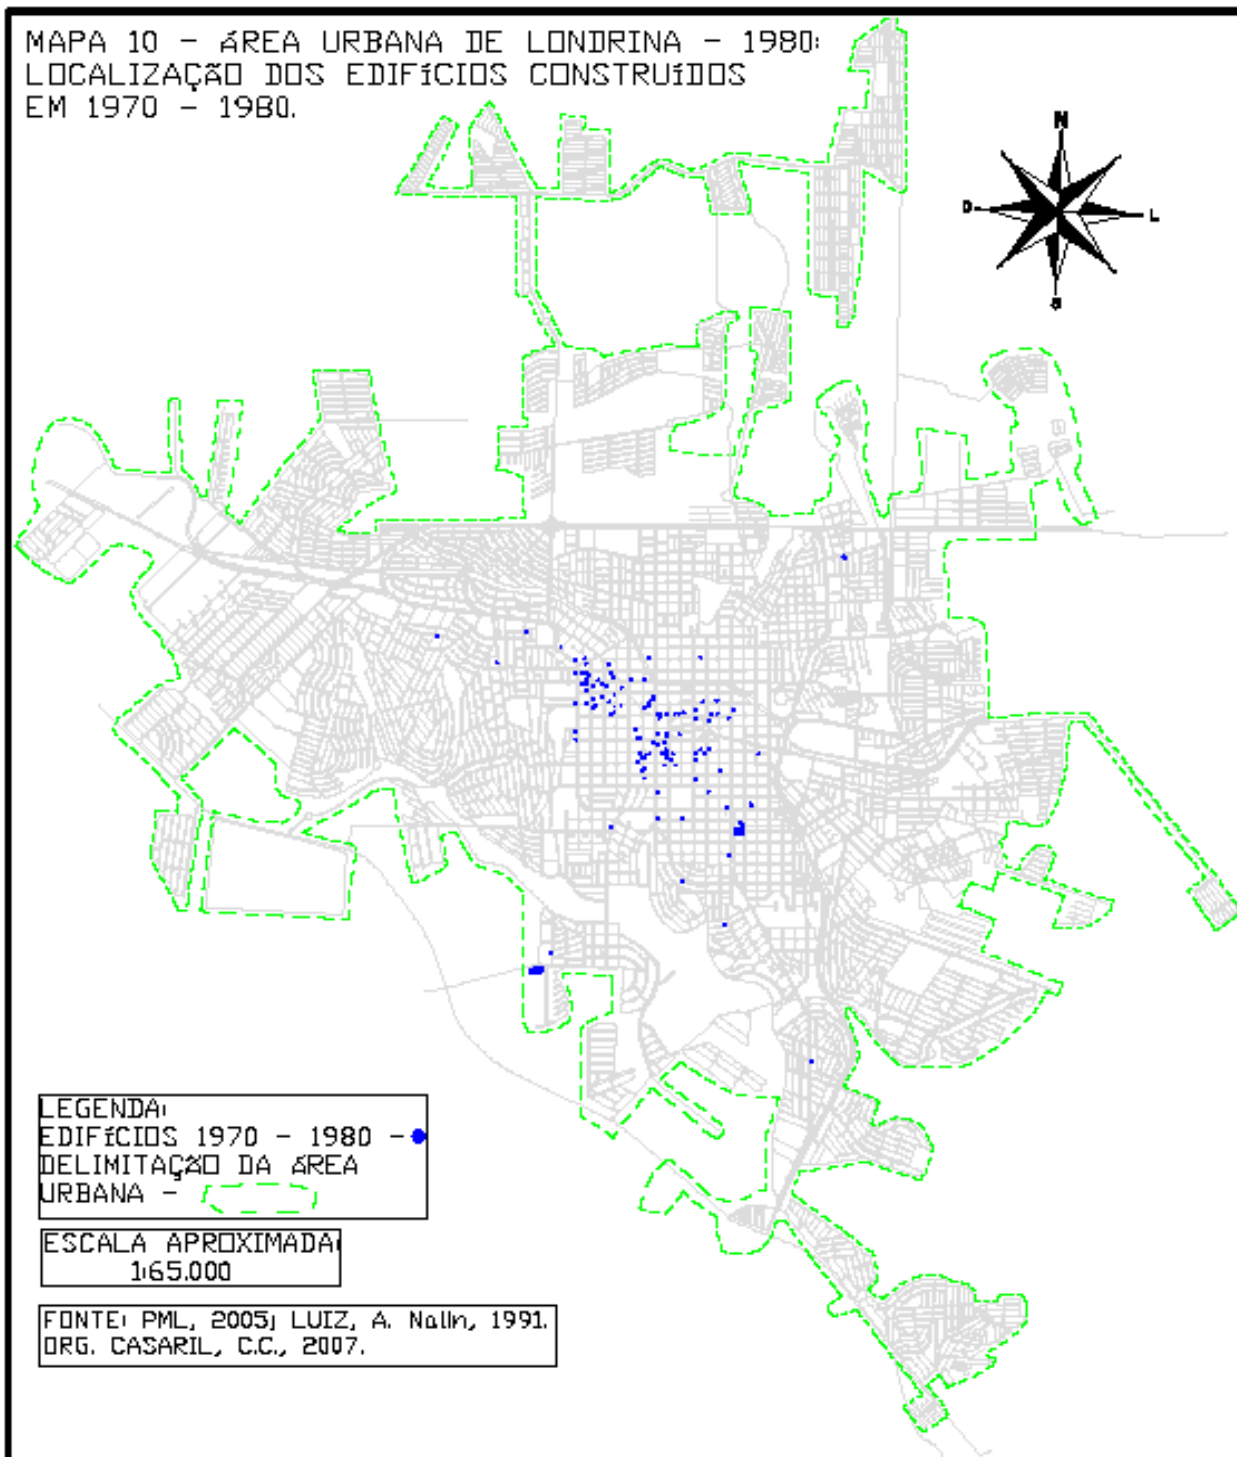 MAPA 10 - ÁREA URBANA DE LONDRINA - 1980:
LOCALIZAÇÃO DOS EDIFíCIOS CONSTRUíDOS
EM 1970 - 1980.
N
O
L
S
LEGENDA:
EDIFíCIOS 1970 - 1980 -
DELIMITAÇÃO DA ÁREA
URBANA -
ESCALA APROXIMADA:
1:65.000
FONTE: PML, 2005; LUIZ, A. Nalin, 1991.
ORG. CASARIL, C.C., 2007.